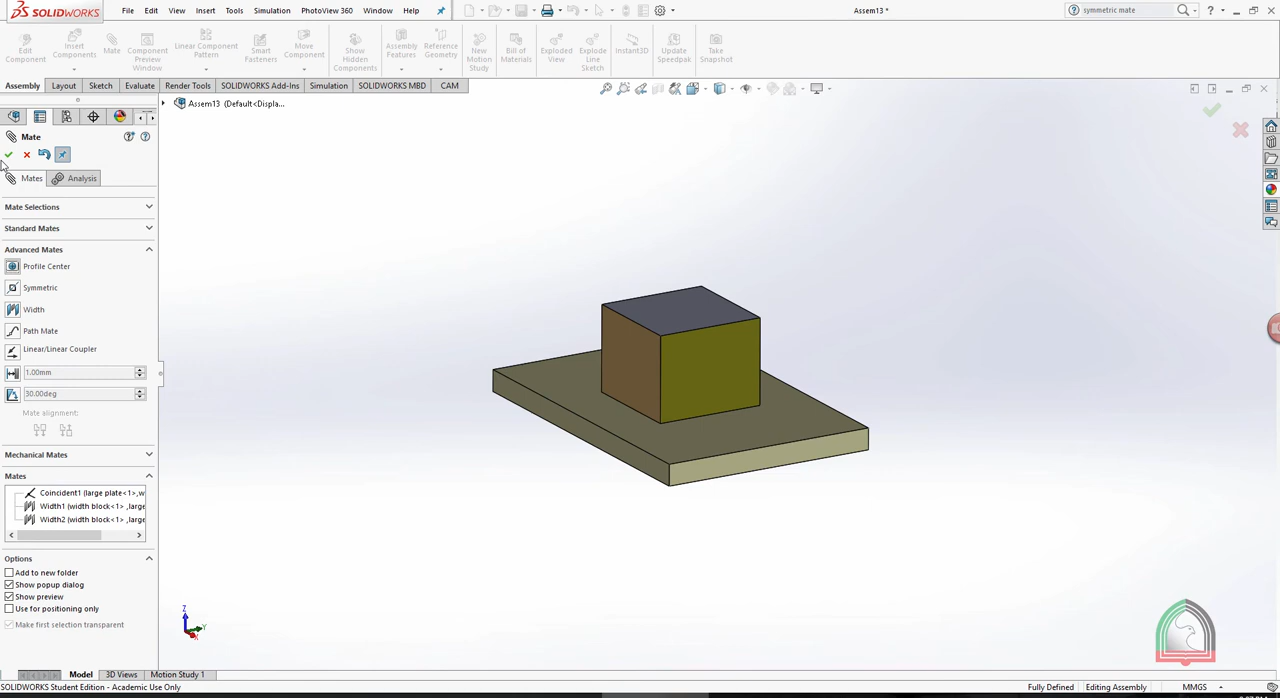 SOLIDWORKS File Edit View Insert Tools Simulation PhotoView 360 Window Help Assem13 * symmetric mate
Edit Component Insert Components Mate Component Preview Window Linear Component Pattern Smart Fasteners Move Component Show Hidden Components Assembly Features Reference Geometry New Motion Study Bill of Materials Exploded View Explode Line Sketch Instant3D Update Speedpak Take Snapshot
Assembly Layout Sketch Evaluate Render Tools SOLIDWORKS Add-Ins Simulation SOLIDWORKS MBD CAM
Assem13 (Default<Displa...
Mate
Mates Analysis
Mate Selections
Standard Mates
Advanced Mates
Profile Center
Symmetric
Width
Path Mate
Linear/Linear Coupler
1.00mm
30.00deg
Mate alignment:
Mechanical Mates
Mates
Coincident1 (large plate<1>,w
Width1 (width block<1> ,large
Width2 (width block<1> ,large
Options
Add to new folder
Show popup dialog
Show preview
Use for positioning only
Make first selection transparent
Z
Y
X
Model 3D Views Motion Study 1
SOLIDWORKS Student Edition - Academic Use Only Fully Defined Editing Assembly MMGS